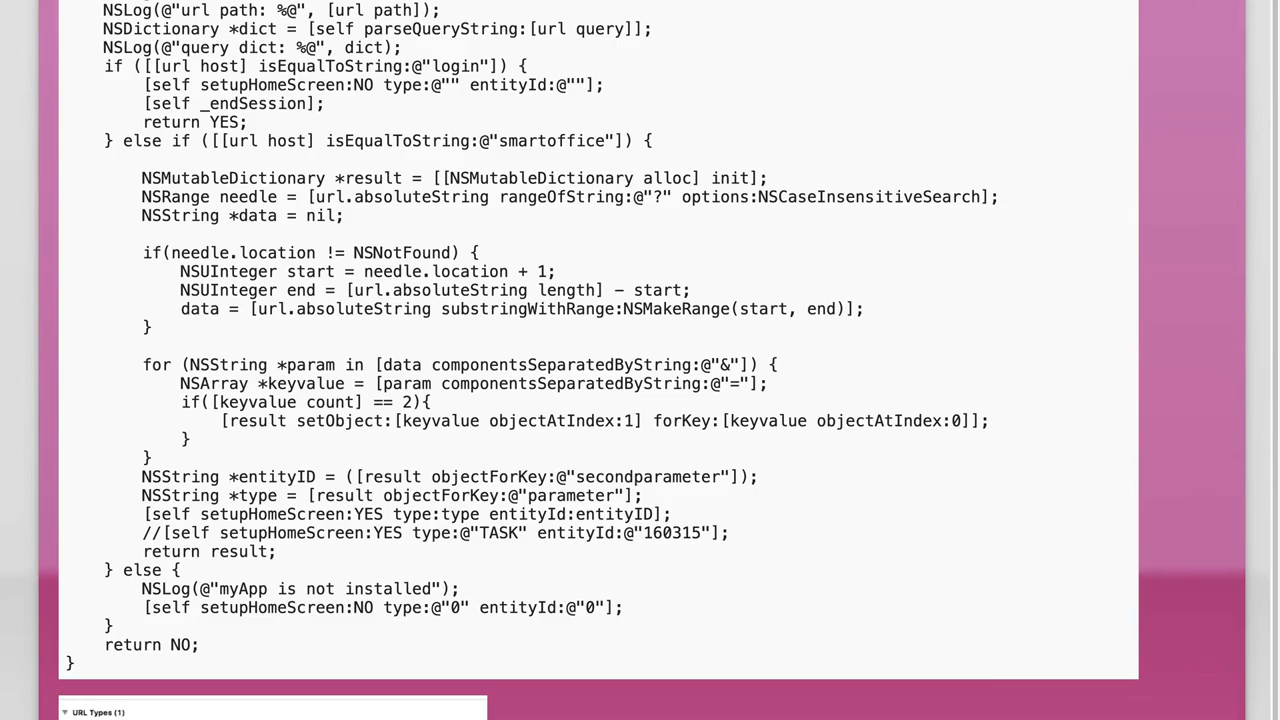 NSLog(@"url path: %@", [url path]);
NSDictionary *dict = [self parseQueryString:[url query]];
NSLog(@"query dict: %@", dict);
if ([[url host] isEqualToString:@"login"]) {
[self setupHomeScreen:NO type:@"" entityId:@""];
[self _endSession];
return YES;
} else if ([[url host] isEqualToString:@"smartoffice"]) {
NSMutableDictionary *result = [[NSMutableDictionary alloc] init];
NSRange needle = [url.absoluteString rangeOfString:@"?" options:NSCaseInsensitiveSearch];
NSString *data = nil;
if(needle.location != NSNotFound) {
NSUInteger start = needle.location + 1;
NSUInteger end = [url.absoluteString length] - start;
data = [url.absoluteString substringWithRange:NSMakeRange(start, end)];
}
for (NSString *param in [data componentsSeparatedByString:@"&"]) {
NSArray *keyvalue = [param componentsSeparatedByString:@"="];
if([keyvalue count] == 2){
[result setObject:[keyvalue objectAtIndex:1] forKey:[keyvalue objectAtIndex:0]];
}
}
NSString *entityID = ([result objectForKey:@"secondparameter"]);
NSString *type = [result objectForKey:@"parameter"];
[self setupHomeScreen:YES type:type entityId:entityID];
//[self setupHomeScreen:YES type:@"TASK" entityId:@"160315"];
return result;
} else {
NSLog(@"myApp is not installed");
[self setupHomeScreen:NO type:@"0" entityId:@"0"];
}
return NO;
}
URL Types (1)